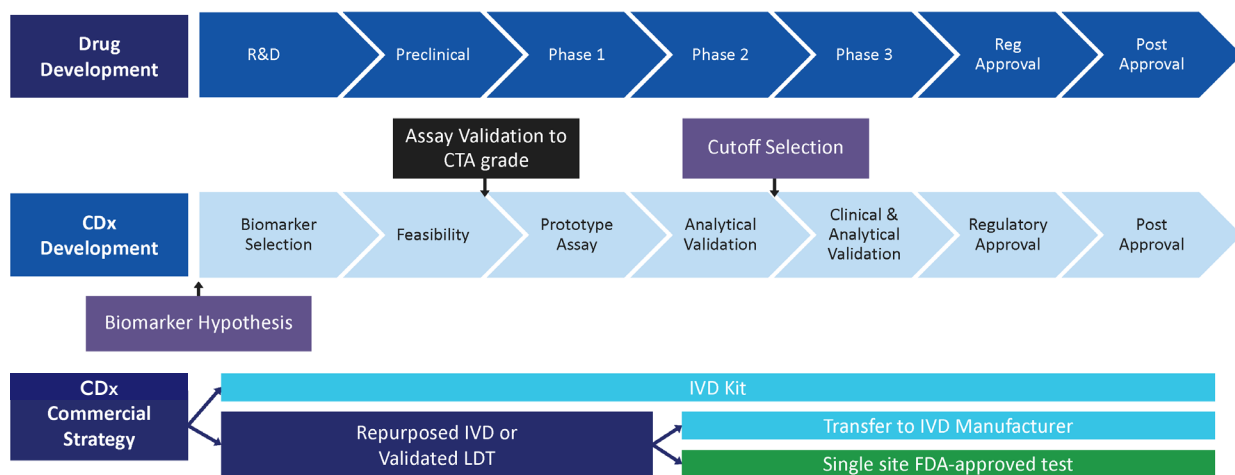 Drug
Development
R&D
Preclinical
Phase 1
Phase 2
Phase 3
Reg
Approval
Post
Approval
Assay Validation to
CTA grade
Cutoff Selection
CDx
Development
Biomarker
Selection
Feasibility
Prototype
Assay
Analytical
Validation
Clinical &
Analytical
Validation
Regulatory
Approval
Post
Approval
Biomarker Hypothesis
CDx
Commercial
Strategy
IVD Kit
Repurposed IVD or
Validated LDT
Transfer to IVD Manufacturer
Single site FDA-approved test